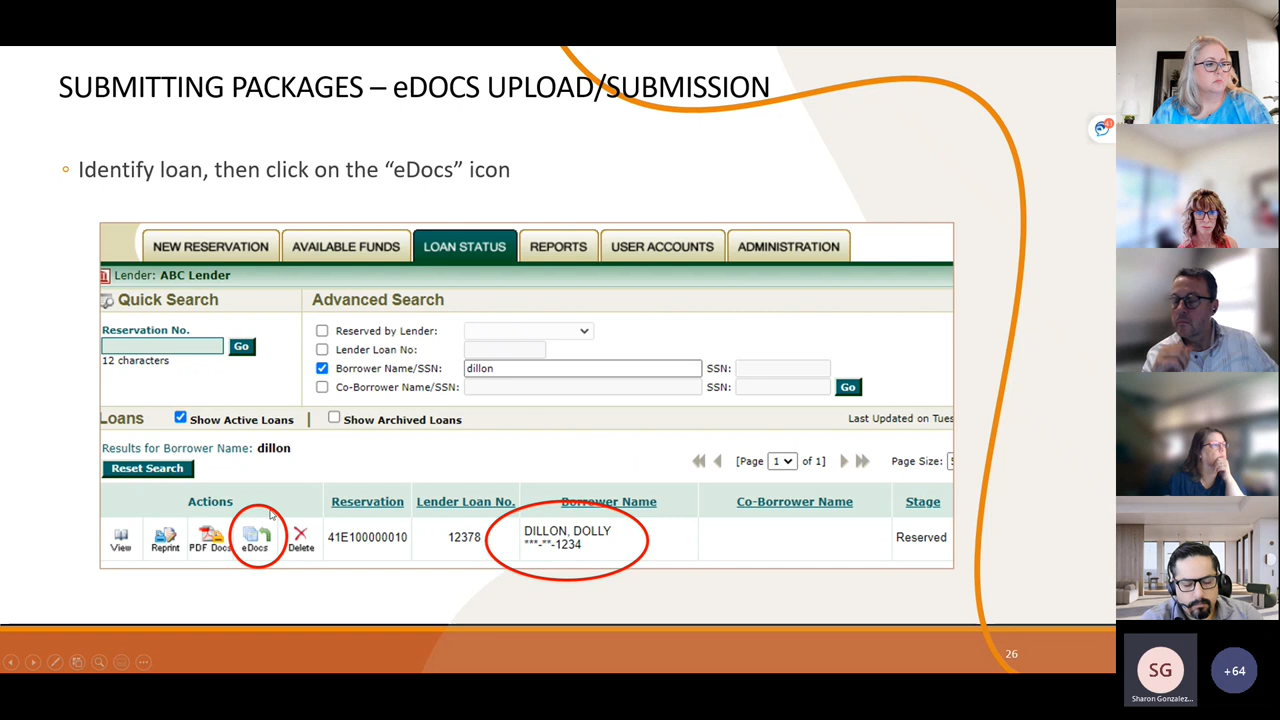 SUBMITTING PACKAGES – eDOCS UPLOAD/SUBMISSION
Identify loan, then click on the “eDocs” icon
NEW RESERVATION AVAILABLE FUNDS LOAN STATUS REPORTS USER ACCOUNTS ADMINISTRATION
Lender: ABC Lender
Quick Search Advanced Search
Reservation No.
Go
12 characters
Reserved by Lender:
Lender Loan No:
Borrower Name/SSN: dillon SSN:
Co-Borrower Name/SSN: SSN: Go
Loans Show Active Loans | Show Archived Loans Last Updated on Tues
Results for Borrower Name: dillon
Reset Search
[Page 1 of 1] Page Size: 5
Actions Reservation Lender Loan No. Borrower Name Co-Borrower Name Stage
View Reprint PDF Docs eDocs Delete 41E100000010 12378 DILLON, DOLLY Reserved
***-**-1234
26
41
SG
Sharon Gonzalez...
+64